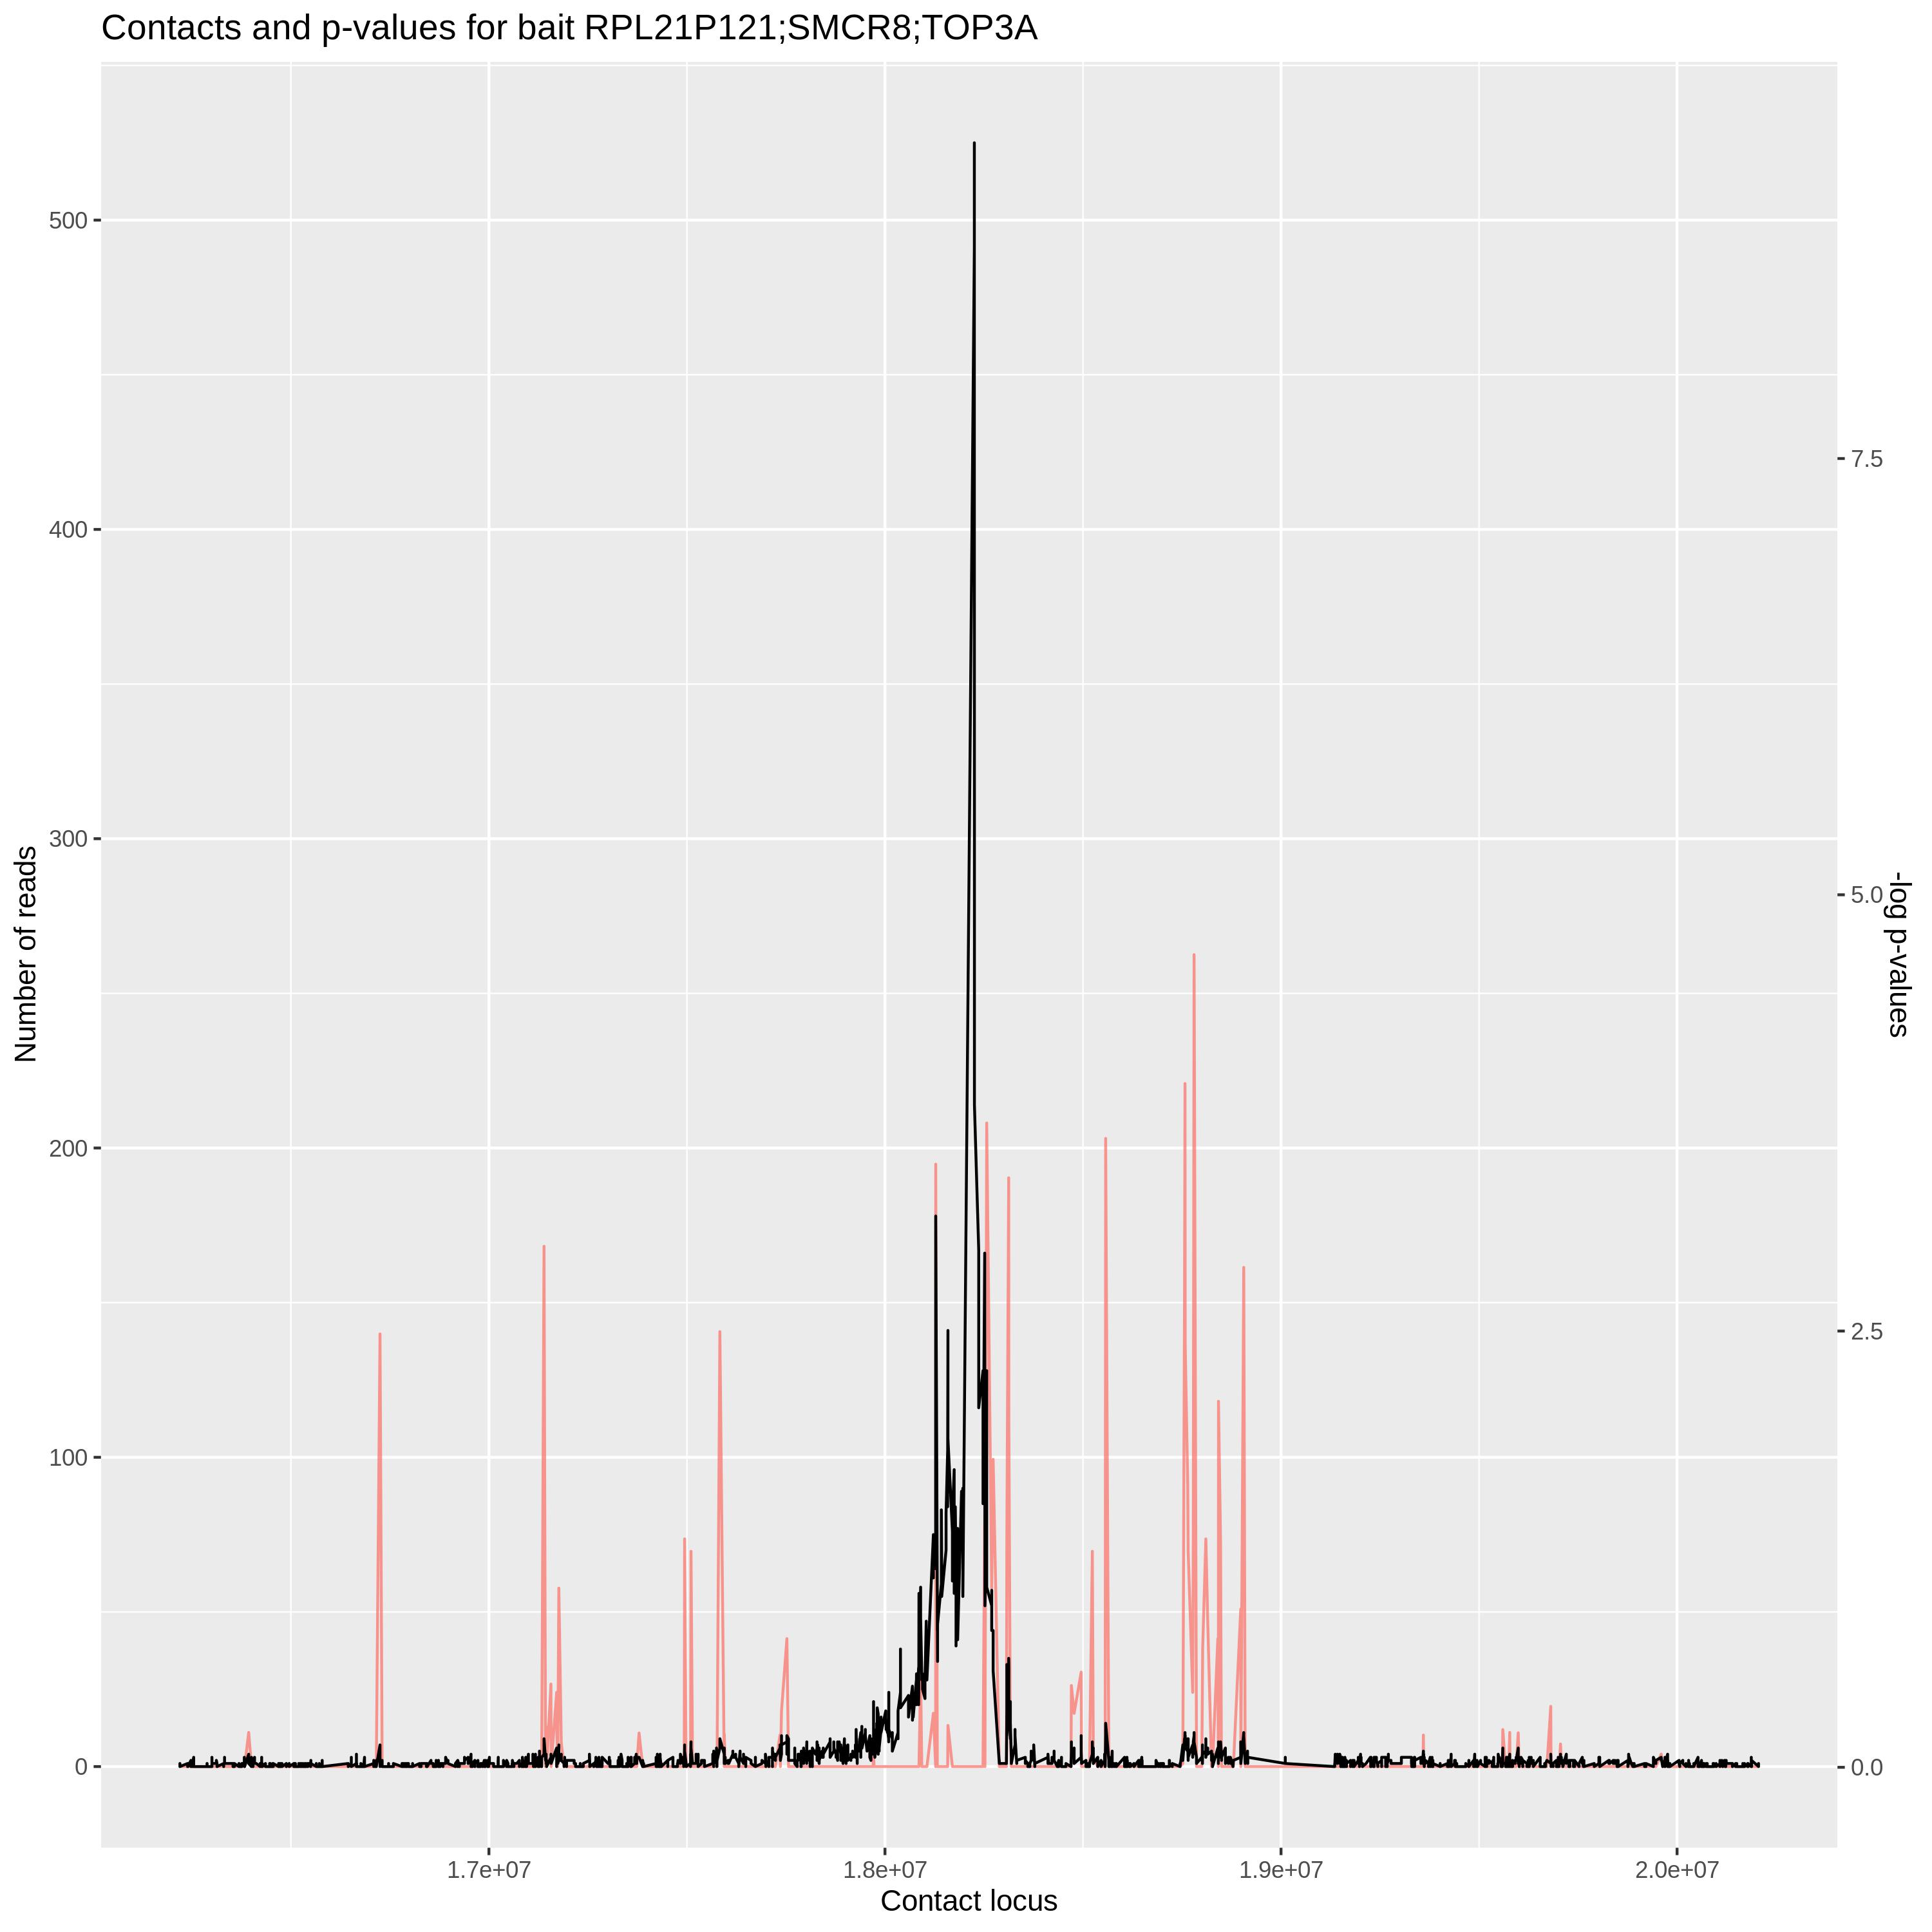 Contacts and p-values for bait RPL21P121;SMCR8;TOP3A
500
400
300
200
100
0
Number of reads
7.5
5.0
2.5
0.0
-log p-values
1.7e+07
1.8e+07
1.9e+07
2.0e+07
Contact locus